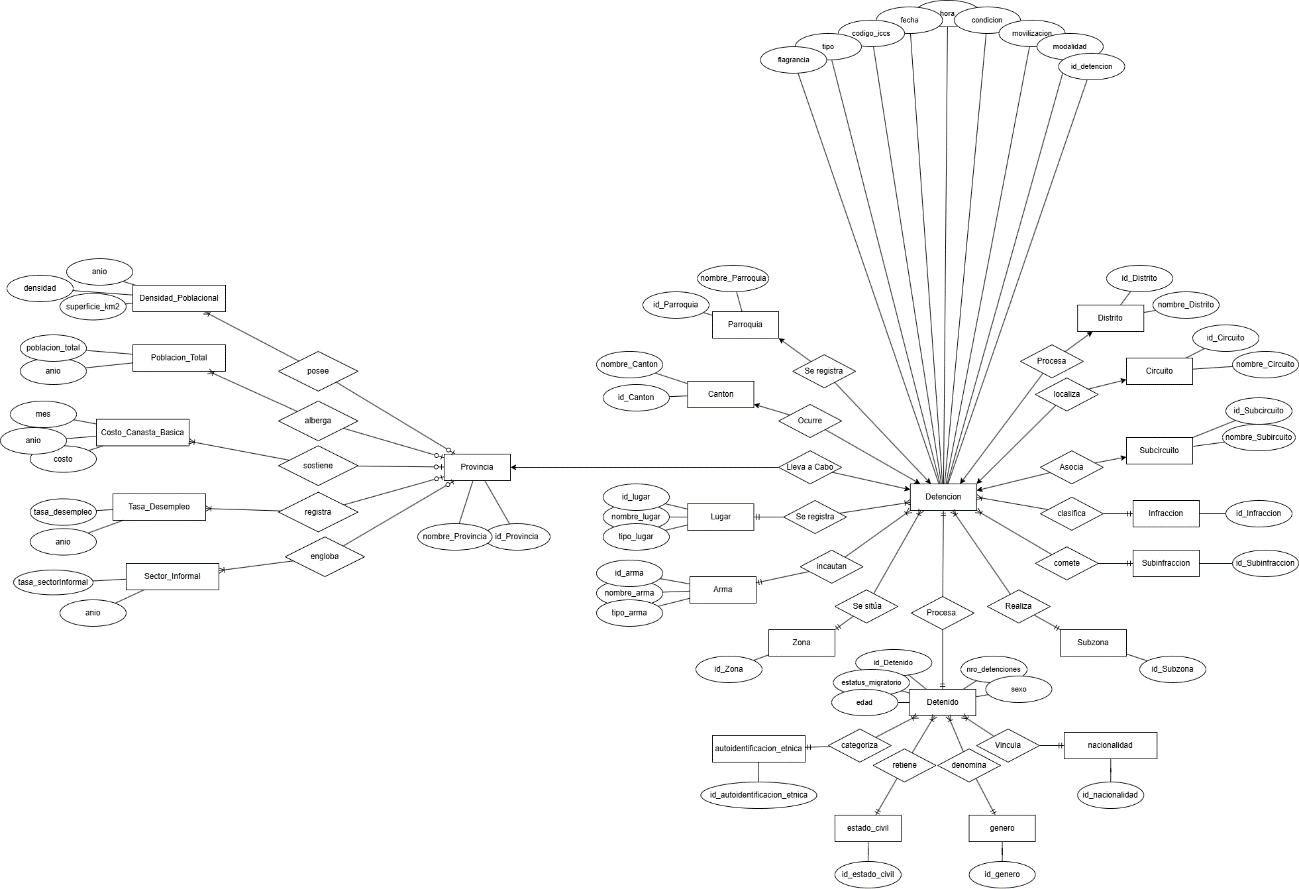 hora
fecha
condicion
codigo_iccs
movilizacion
tipo
modalidad
flagrancia
id_detencion
anio
densidad
superficie_km2
Densidad_Poblacional
poblacion_total
anio
Poblacion_Total
posee
mes
anio
costo
Costo_Canasta_Basica
alberga
sostiene
Provincia
nombre_Provincia
id_Provincia
tasa_desempleo
anio
Tasa_Desempleo
registra
engloba
tasa_sectorinformal
anio
Sector_Informal
nombre_Parroquia
id_Parroquia
Parroquia
Se registra
nombre_Canton
id_Canton
Canton
Ocurre
Lleva a Cabo
Detencion
id_Distrito
nombre_Distrito
Distrito
Procesa
id_Circuito
nombre_Circuito
Circuito
localiza
id_Subcircuito
nombre_Subircuito
Subcircuito
Asocia
id_lugar
nombre_lugar
tipo_lugar
Lugar
Se registra
clasifica
Infraccion
id_Infraccion
id_arma
nombre_arma
tipo_arma
Arma
incautan
comete
Subinfraccion
id_Subinfraccion
Se sitúa
Procesa
Realiza
Zona
id_Zona
Subzona
id_Subzona
id_Detenido
estatus_migratorio
edad
nro_detenciones
sexo
Detenido
autoidentificacion_etnica
categoriza
Vincula
nacionalidad
retiene
denomina
id_autoidentificacion_etnica
id_nacionalidad
estado_civil
genero
id_estado_civil
id_genero